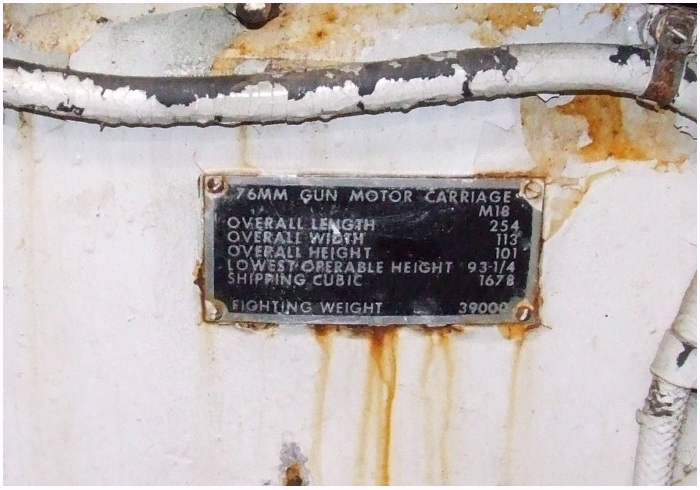 76MM GUN MOTOR CARRIAGE
M18
OVERALL LENGTH 254
OVERALL WIDTH 113
OVERALL HEIGHT 101
LOWEST OPERABLE HEIGHT 93-1/4
SHIPPING CUBIC 1678
FIGHTING WEIGHT 39000